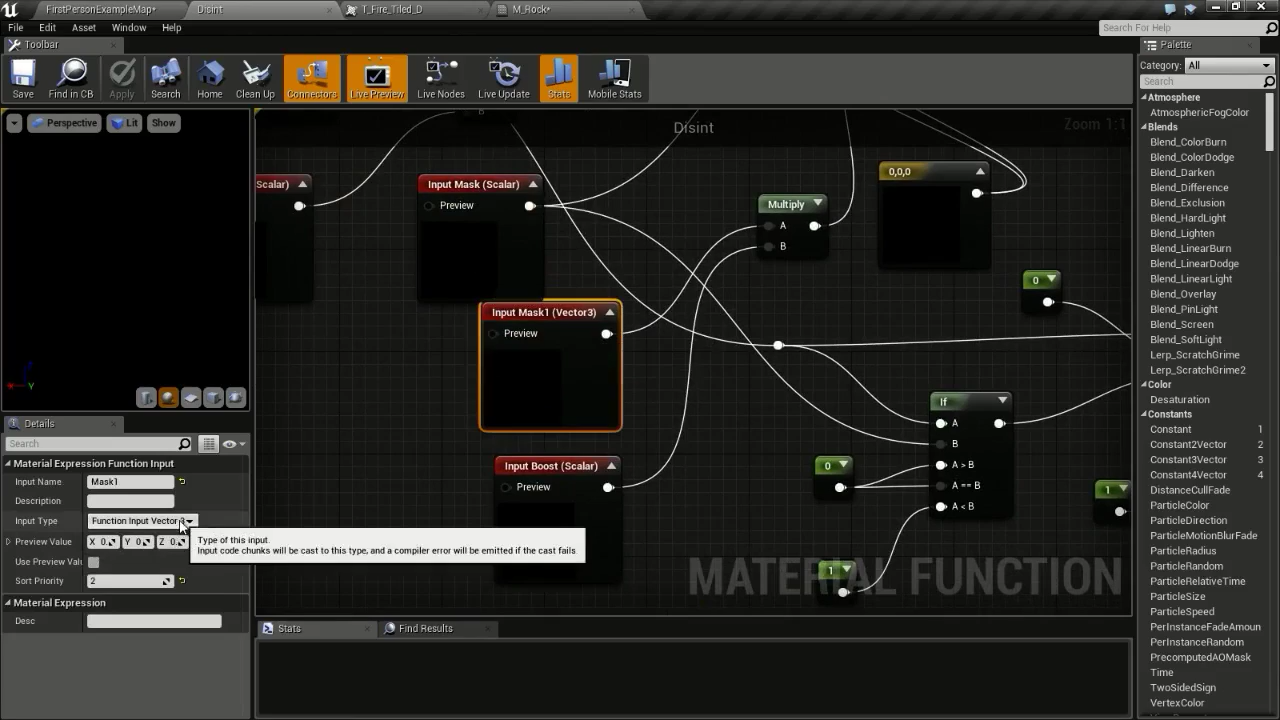 FirstPersonExampleMap*
Disint
T_Fire_Tiled_D
M_Rock*
File
Edit
Asset
Window
Help
Search For Help
Toolbar
Save
Find in CB
Apply
Search
Home
Clean Up
Connectors
Live Preview
Live Nodes
Live Update
Stats
Mobile Stats
Perspective
Lit
Show
Y
Disint
Zoom 1:1
B
Scalar)
Input Mask (Scalar)
Preview
Input Mask1 (Vector3)
Preview
Input Boost (Scalar)
Preview
Multiply
A
B
0,0,0
0
If
A
B
A > B
A == B
A < B
0
1
1
MATERIAL FUNCTION
Details
Search
Material Expression Function Input
Input Name
Mask1
Description
Input Type
Function Input Vector 3
Type of this input.
Input code chunks will be cast to this type, and a compiler error will be emitted if the cast fails
Preview Value
X 0.
Y 0.
Z 0.
Use Preview Valu
Sort Priority
2
Material Expression
Desc
Stats
Find Results
Palette
Category:
All
Search
Atmosphere
AtmosphericFogColor
Blends
Blend_ColorBurn
Blend_ColorDodge
Blend_Darken
Blend_Difference
Blend_Exclusion
Blend_HardLight
Blend_Lighten
Blend_LinearBurn
Blend_LinearDodge
Blend_LinearLight
Blend_Overlay
Blend_PinLight
Blend_Screen
Blend_SoftLight
Lerp_ScratchGrime
Lerp_ScratchGrime2
Color
Desaturation
Constants
Constant 1
Constant2Vector 2
Constant3Vector 3
Constant4Vector 4
DistanceCullFade
ParticleColor
ParticleDirection
ParticleMotionBlurFade
ParticleRadius
ParticleRandom
ParticleRelativeTime
ParticleSize
ParticleSpeed
PerInstanceFadeAmoun
PerInstanceRandom
PrecomputedAOMask
Time
TwoSidedSign
VertexColor